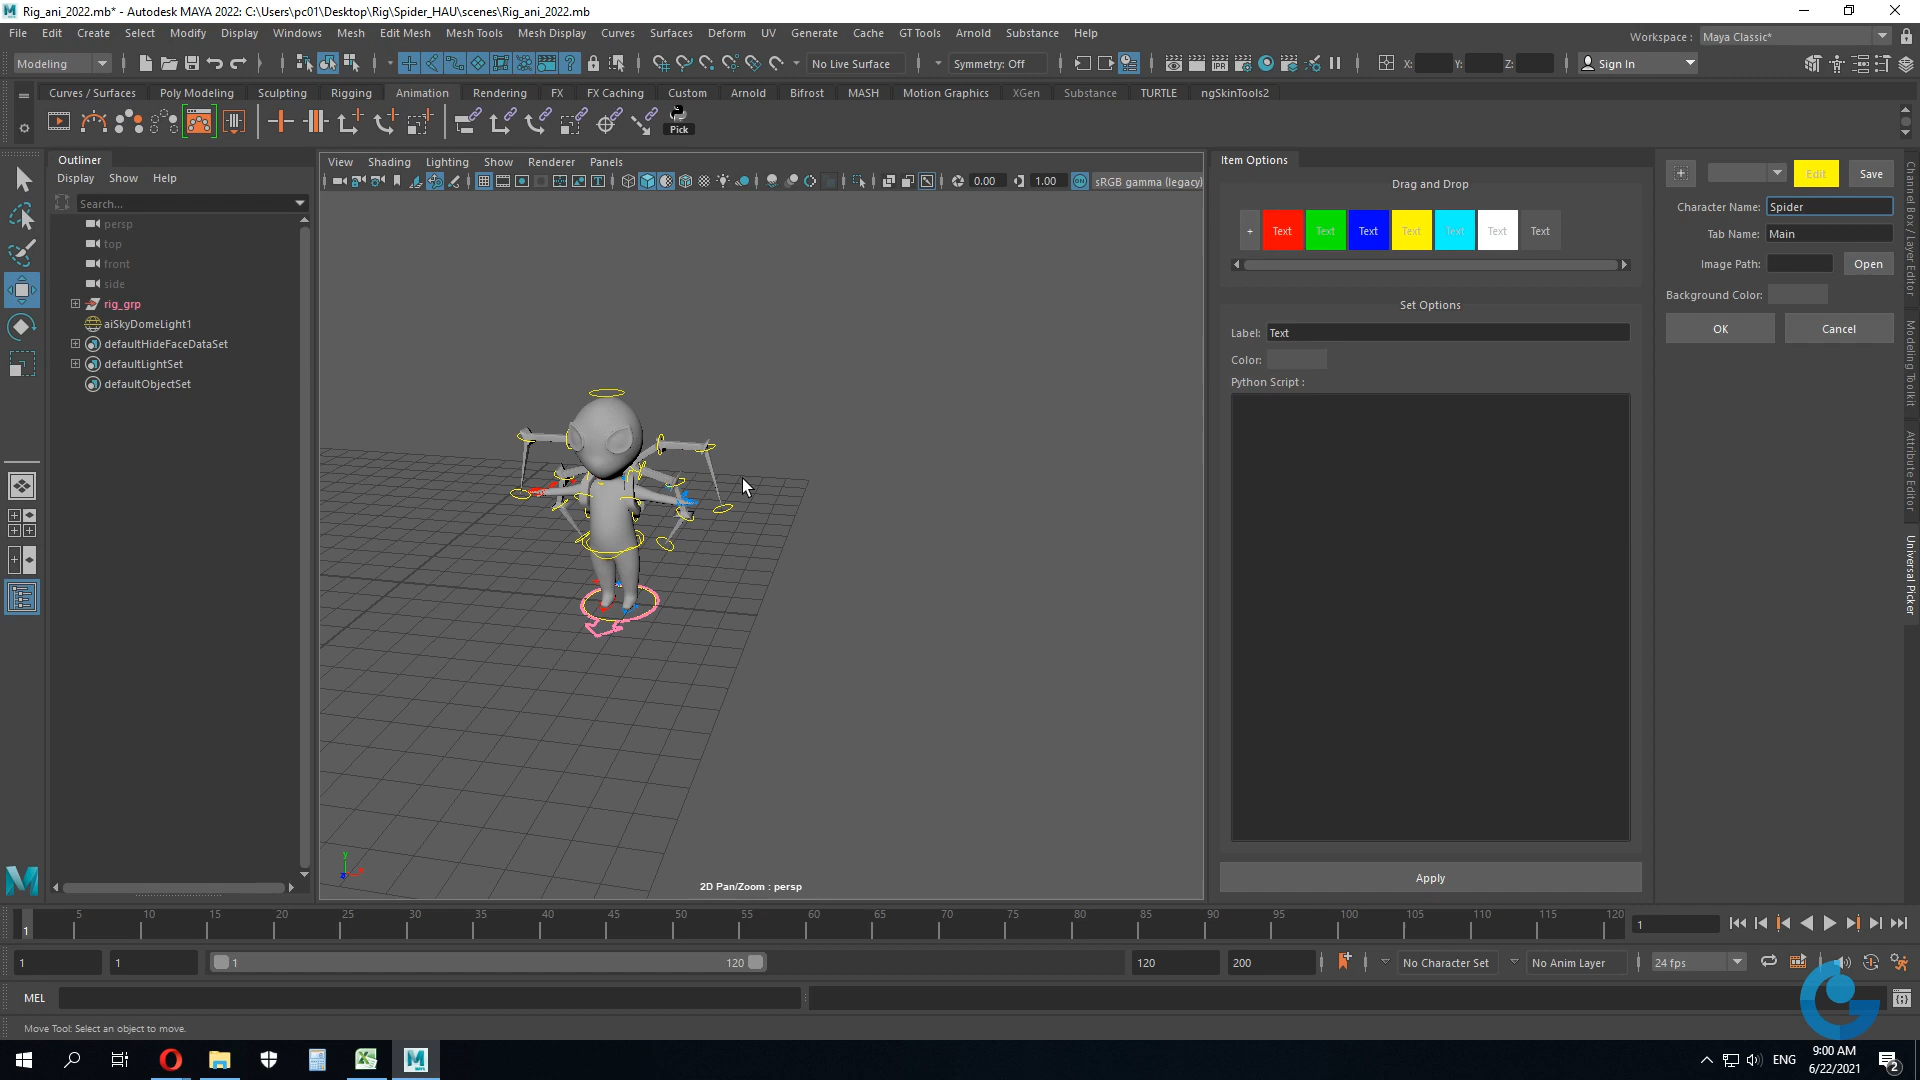 Rig_ani_2022.mb* - Autodesk MAYA 2022: C:\Users\pc01\Desktop\Rig\Spider_HAU\scenes\Rig_ani_2022.mb
File Edit Create Select Modify Display Windows Mesh Edit Mesh Mesh Tools Mesh Display Curves Surfaces Deform UV Generate Cache GT Tools Arnold Substance Help
Workspace : Maya Classic*
Modeling
No Live Surface
Symmetry: Off
X: Y: Z:
Sign In
Curves / Surfaces Poly Modeling Sculpting Rigging Animation Rendering FX FX Caching Custom Arnold Bifrost MASH Motion Graphics XGen Substance TURTLE ngSkinTools2
Pick
Outliner
Display Show Help
Search...
persp
top
front
side
rig_grp
aiSkyDomeLight1
defaultHideFaceDataSet
defaultLightSet
defaultObjectSet
View Shading Lighting Show Renderer Panels
0.00 1.00 sRGB gamma (legacy)
2D Pan/Zoom : persp
Item Options
Drag and Drop
+ Text Text Text Text Text Text Text
Set Options
Label: Text
Color:
Python Script :
Apply
Edit Save
Character Name: Spider
Tab Name: Main
Image Path: Open
Background Color:
OK Cancel
Channel Box / Layer Editor
Modeling Toolkit
Attribute Editor
Universal Picker
5 10 15 20 25 30 35 40 45 50 55 60 65 70 75 80 85 90 95 100 105 110 115 120
1
1
1 1 1 120 120 200
No Character Set
No Anim Layer
24 fps
MEL
Move Tool: Select an object to move.
ENG
9:00 AM
6/22/2021
2